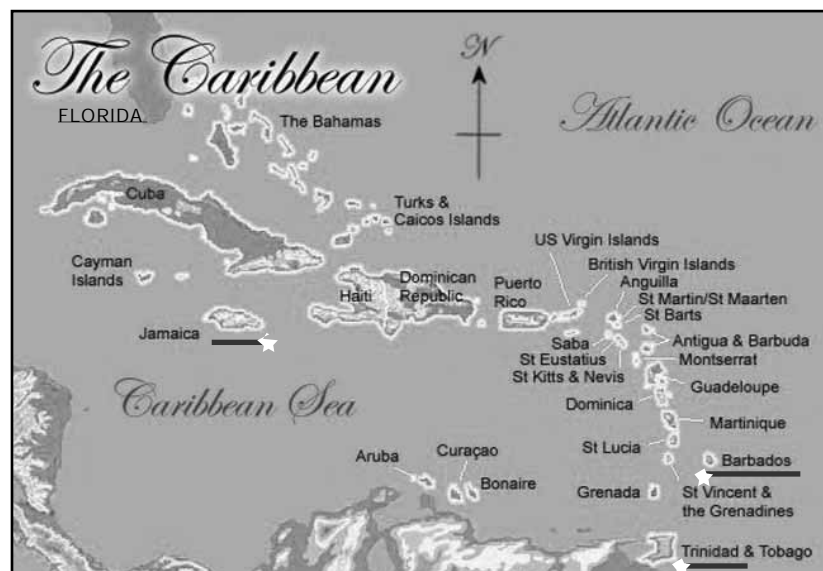 The Caribbean
N
FLORIDA
The Bahamas
Atlantic Ocean
Cuba
Turks &
Caicos Islands
US Virgin Islands
British Virgin Islands
Cayman
Islands
Haiti
Dominican
Republic
Puerto
Rico
Anguilla
St Martin/St Maarten
St Barts
Jamaica
Saba
Antigua & Barbuda
St Eustatius
Montserrat
St Kitts & Nevis
Guadeloupe
Caribbean Sea
Dominica
Martinique
St Lucia
Aruba
Curaçao
Barbados
Bonaire
Grenada
St Vincent &
the Grenadines
Trinidad & Tobago